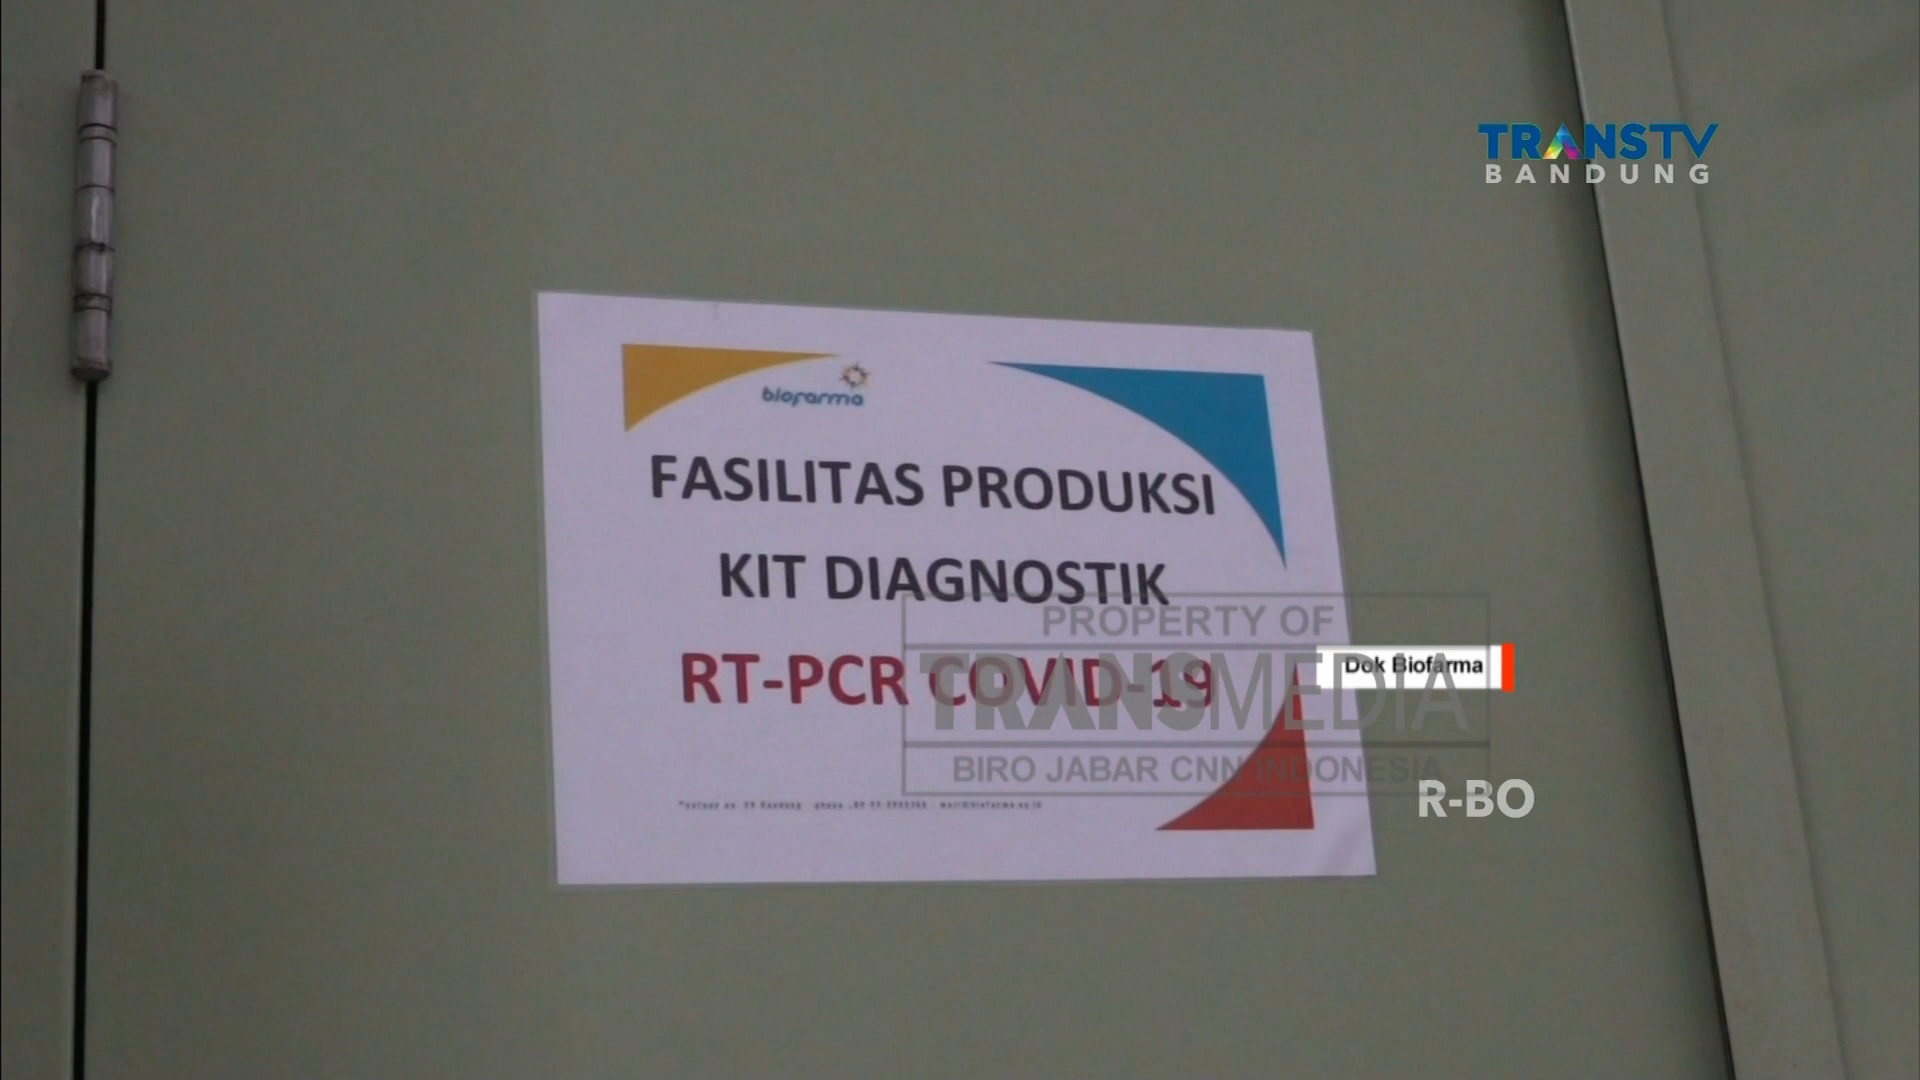 TRANSTV
BANDUNG
biofarma
FASILITAS PRODUKSI
KIT DIAGNOSTIK
RT-PCR COVID-19
PROPERTY OF
TRANSMEDIA
BIRO JABAR CNN INDONESIA
Dok Biofarma
R-BO